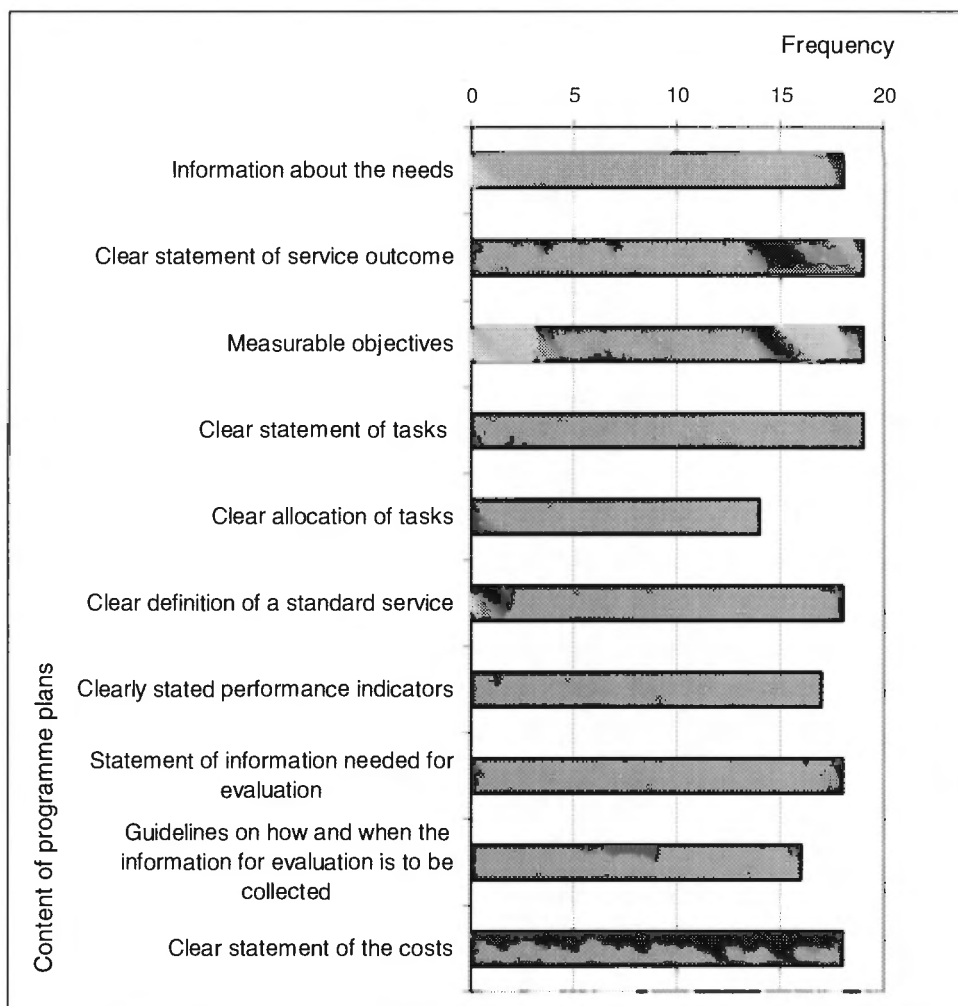 Frequency
0 5 10 15 20
Information about the needs
Clear statement of service outcome
Measurable objectives
Clear statement of tasks
Clear allocation of tasks
Clear definition of a standard service
Clearly stated performance indicators
Statement of information needed for
evaluation
Guidelines on how and when the
information for evaluation is to be
collected
Clear statement of the costs
Content of programme plans